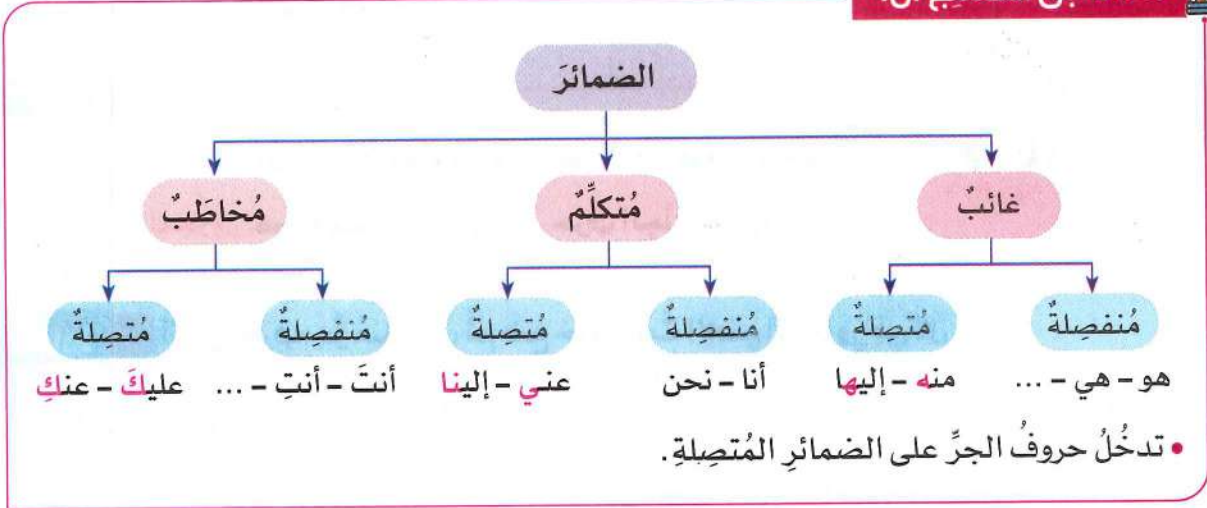 الضمائرَ
غائبٌ مُتكلِّمٌ مُخاطَبٌ
مُنفصِلةٌ مُتصِلةٌ مُنفصِلةٌ مُتصِلةٌ مُنفصِلةٌ مُتصِلةٌ
هو – هي – ... منه – إليها أنا – نحن عني – إلينا أنتَ – أنتِ – ... عليكَ – عنكِ
• تدخُلُ حروفُ الجرِّ على الضمائرِ المُتصِلةِ.